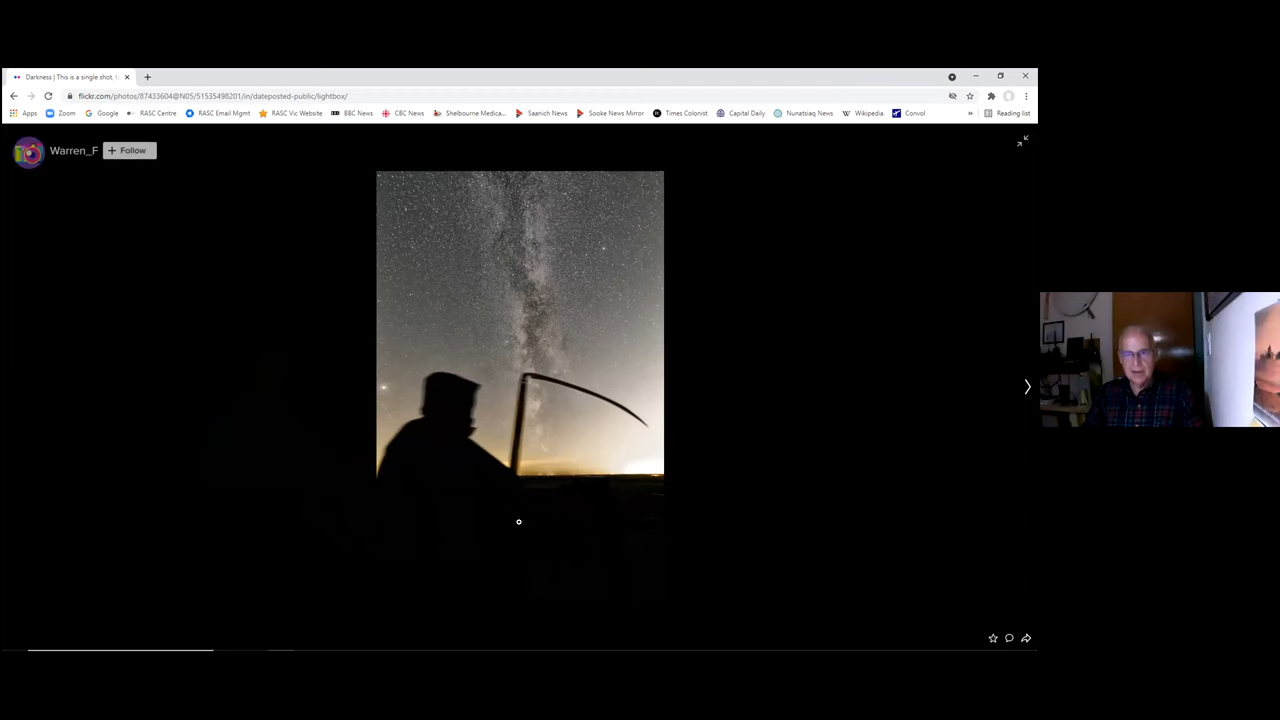 Darkness | This is a single shot, t
flickr.com/photos/87433604@N05/51535498201/in/dateposted-public/lightbox/
Apps Zoom Google RASC Centre RASC Email Mgmt RASC Vic Website BBC News CBC News Shelbourne Medica... Saanich News Sooke News Mirror Times Colonist Capital Daily Nunatsiaq News Wikipedia Convol » Reading list
Warren_F + Follow